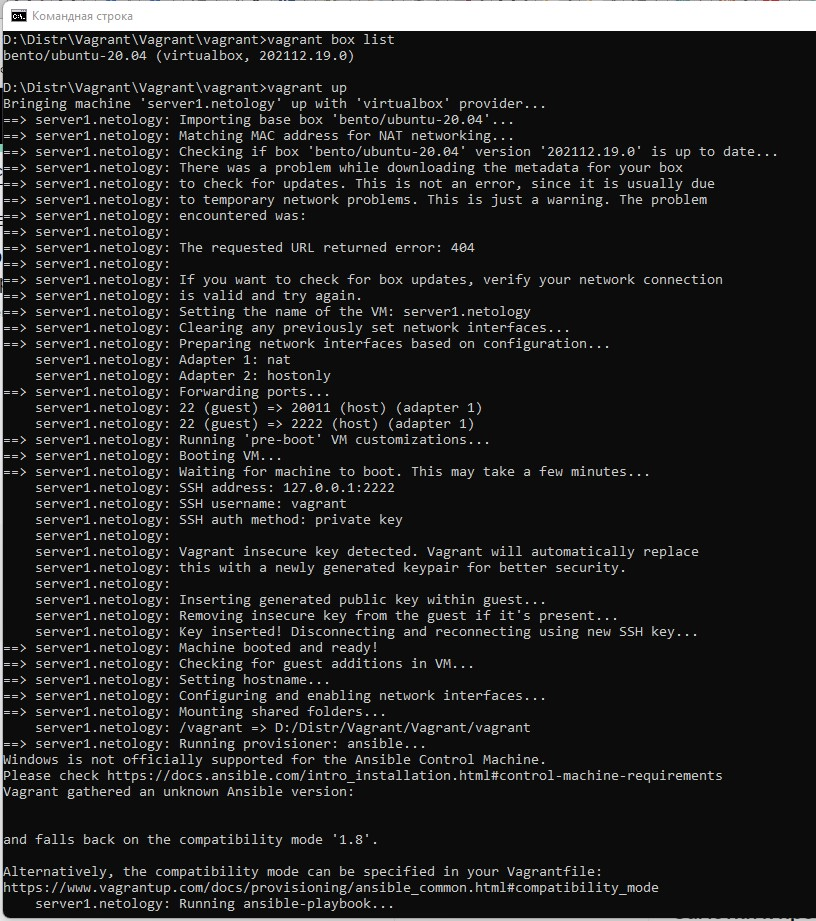 Командная строка
D:\Distr\Vagrant\Vagrant\vagrant>vagrant box list
bento/ubuntu-20.04 (virtualbox, 202112.19.0)
D:\Distr\Vagrant\Vagrant\vagrant>vagrant up
Bringing machine 'server1.netology' up with 'virtualbox' provider...
==> server1.netology: Importing base box 'bento/ubuntu-20.04'...
==> server1.netology: Matching MAC address for NAT networking...
==> server1.netology: Checking if box 'bento/ubuntu-20.04' version '202112.19.0' is up to date...
==> server1.netology: There was a problem while downloading the metadata for your box
==> server1.netology: to check for updates. This is not an error, since it is usually due
==> server1.netology: to temporary network problems. This is just a warning. The problem
==> server1.netology: encountered was:
==> server1.netology:
==> server1.netology: The requested URL returned error: 404
==> server1.netology:
==> server1.netology: If you want to check for box updates, verify your network connection
==> server1.netology: is valid and try again.
==> server1.netology: Setting the name of the VM: server1.netology
==> server1.netology: Clearing any previously set network interfaces...
==> server1.netology: Preparing network interfaces based on configuration...
    server1.netology: Adapter 1: nat
    server1.netology: Adapter 2: hostonly
==> server1.netology: Forwarding ports...
    server1.netology: 22 (guest) => 20011 (host) (adapter 1)
    server1.netology: 22 (guest) => 2222 (host) (adapter 1)
==> server1.netology: Running 'pre-boot' VM customizations...
==> server1.netology: Booting VM...
==> server1.netology: Waiting for machine to boot. This may take a few minutes...
    server1.netology: SSH address: 127.0.0.1:2222
    server1.netology: SSH username: vagrant
    server1.netology: SSH auth method: private key
    server1.netology:
    server1.netology: Vagrant insecure key detected. Vagrant will automatically replace
    server1.netology: this with a newly generated keypair for better security.
    server1.netology:
    server1.netology: Inserting generated public key within guest...
    server1.netology: Removing insecure key from the guest if it's present...
    server1.netology: Key inserted! Disconnecting and reconnecting using new SSH key...
==> server1.netology: Machine booted and ready!
==> server1.netology: Checking for guest additions in VM...
==> server1.netology: Setting hostname...
==> server1.netology: Configuring and enabling network interfaces...
==> server1.netology: Mounting shared folders...
    server1.netology: /vagrant => D:/Distr/Vagrant/Vagrant/vagrant
==> server1.netology: Running provisioner: ansible...
Windows is not officially supported for the Ansible Control Machine.
Please check https://docs.ansible.com/intro_installation.html#control-machine-requirements
Vagrant gathered an unknown Ansible version:
and falls back on the compatibility mode '1.8'.
Alternatively, the compatibility mode can be specified in your Vagrantfile:
https://www.vagrantup.com/docs/provisioning/ansible_common.html#compatibility_mode
    server1.netology: Running ansible-playbook...